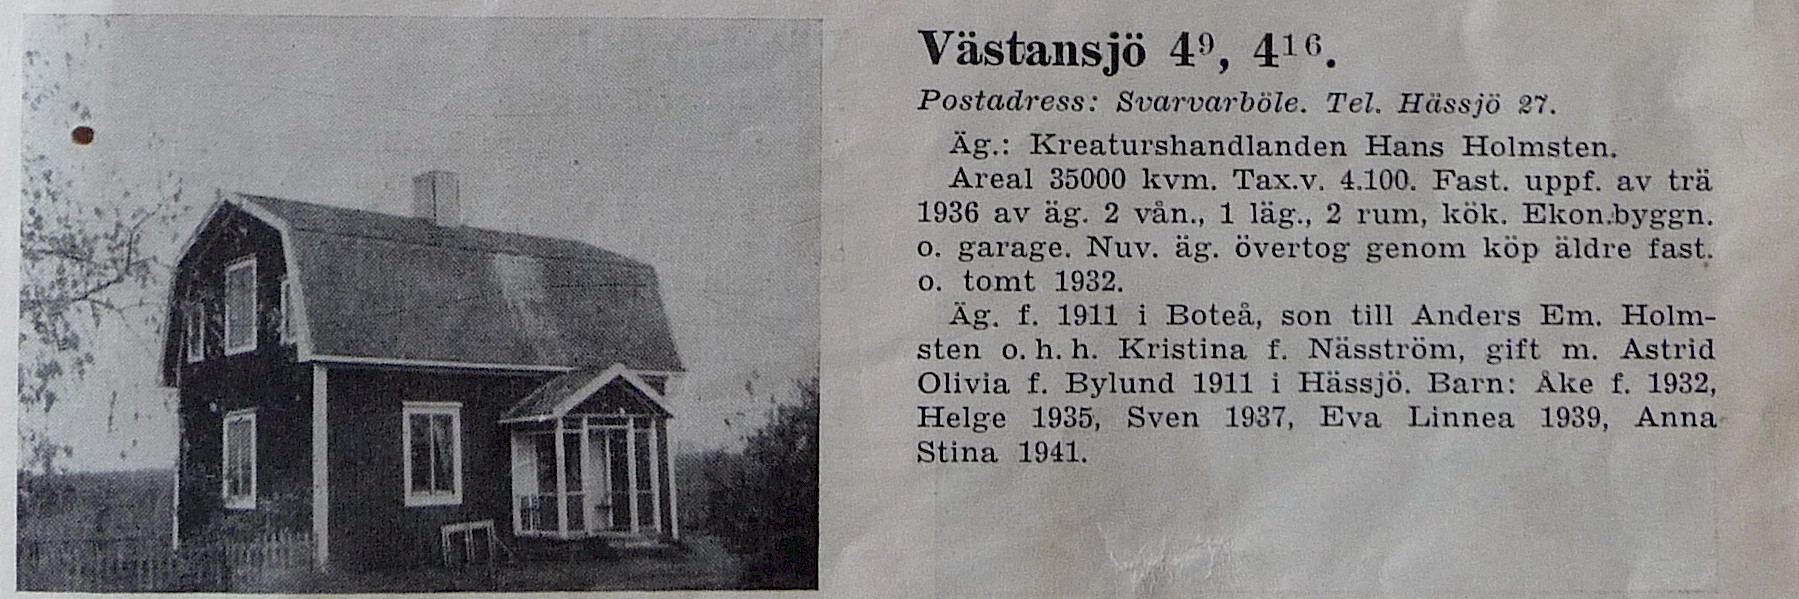 Västansjö 4⁹, 4¹⁶.
Postadress: Svarvarböle. Tel. Hässjö 27.
Äg.: Kreaturshandlanden Hans Holmsten.
Areal 35000 kvm. Tax.v. 4.100. Fast. uppf. av trä
1936 av äg. 2 vån., 1 läg., 2 rum, kök. Ekon.byggn.
o. garage. Nuv. äg. övertog genom köp äldre fast.
o. tomt 1932.
Äg. f. 1911 i Boteå, son till Anders Em. Holm-
sten o. h. h. Kristina f. Näsström, gift m. Astrid
Olivia f. Bylund 1911 i Hässjö. Barn: Åke f. 1932,
Helge 1935, Sven 1937, Eva Linnea 1939, Anna
Stina 1941.